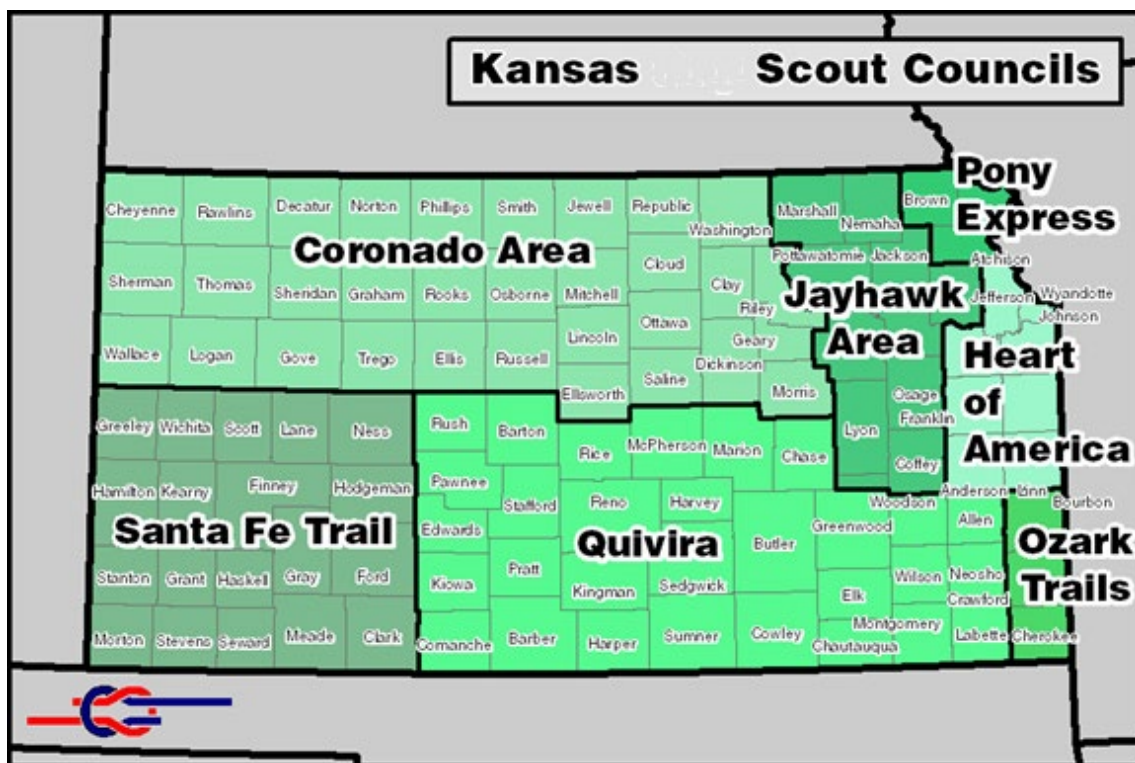 Kansas Scout Councils
Pony
Express
Cheyenne Rawlins Decatur Norton Phillips Smith Jewell Republic Washington Marshall Nemaha Brown
Coronado Area
Pottawatomie Jackson Atchison
Sherman Thomas Sheridan Graham Rooks Osborne Mitchell Cloud Clay Riley
Jayhawk
Area
Jefferson Wyandotte
Johnson
Wallace Logan Gove Trego Ellis Russell Lincoln Ottawa Geary
Ellsworth Saline Dickinson Morris
Heart
of
America
Lyon Osage
Franklin
Coffey
Anderson Linn
Greeley Wichita Scott Lane Ness Rush Barton Rice McPherson Marion Chase
Hamilton Kearny Finney Hodgeman Pawnee Stafford Reno Harvey Greenwood Woodson Allen Bourbon
Santa Fe Trail
Edwards
Quivira
Butler
Ozark
Trails
Stanton Grant Haskell Gray Ford Kiowa Pratt Kingman Sedgwick Elk Wilson Neosho
Crawford
Morton Stevens Seward Meade Clark Comanche Barber Harper Sumner Cowley Chautauqua Montgomery Labette Cherokee